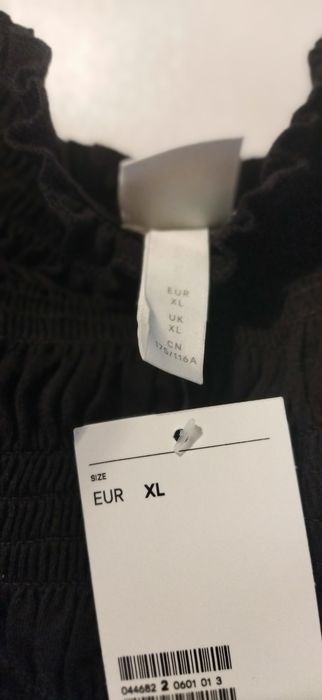 EUR
XL
UK
XL
CN
175/116A
SIZE
EUR XL
044682 2 0601 01 3